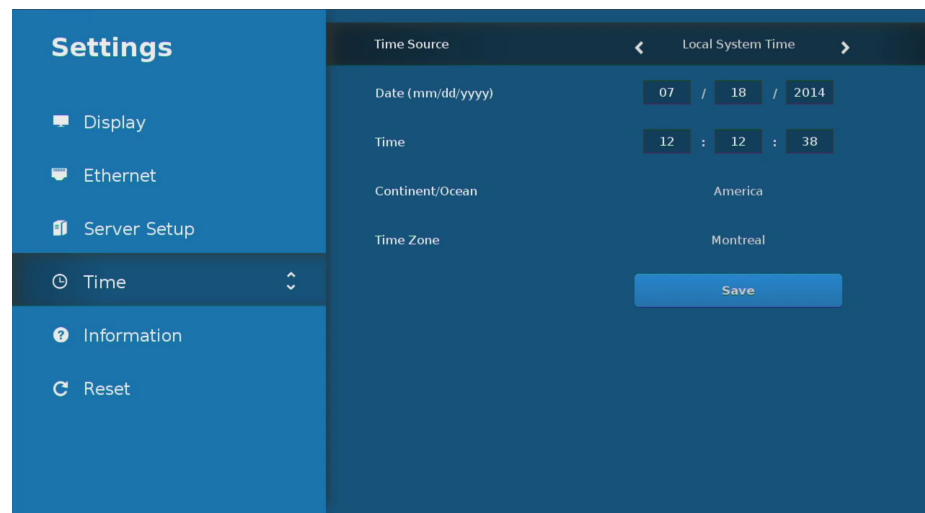 Settings
Display
Ethernet
Server Setup
Time
Information
Reset
Time Source Local System Time
Date (mm/dd/yyyy) 07 / 18 / 2014
Time 12 : 12 : 38
Continent/Ocean America
Time Zone Montreal
Save